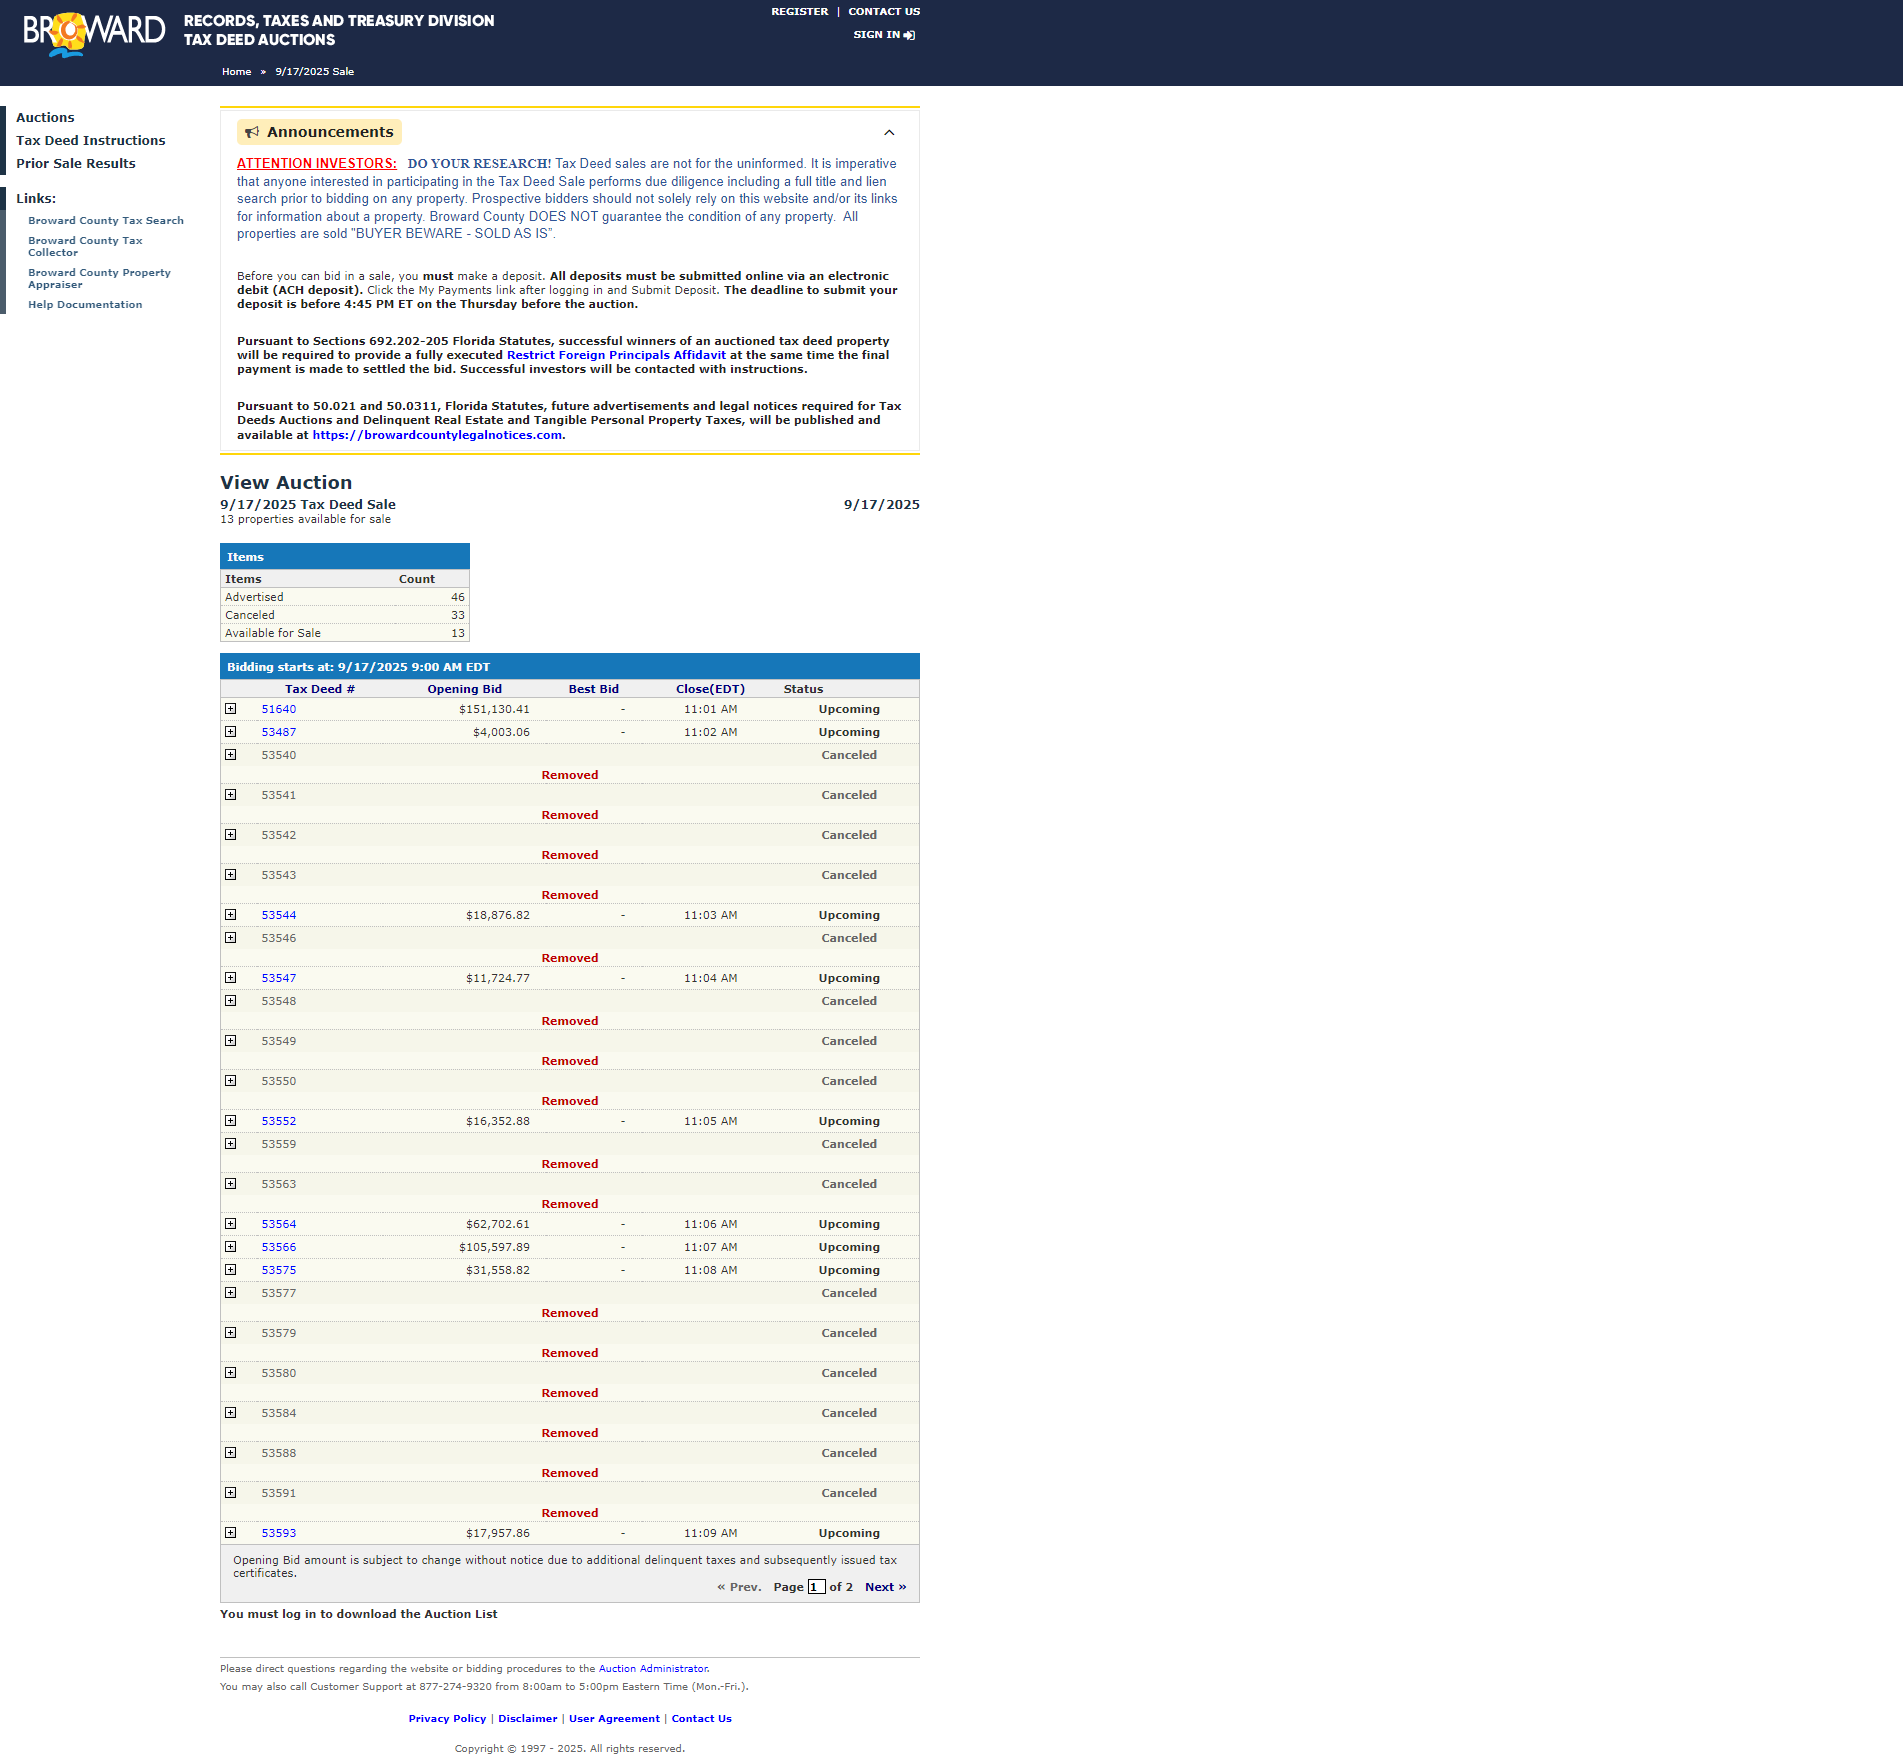 BROWARD
RECORDS, TAXES AND TREASURY DIVISION
TAX DEED AUCTIONS
REGISTER | CONTACT US
SIGN IN
Home » 9/17/2025 Sale
Auctions
Tax Deed Instructions
Prior Sale Results
Links:
Broward County Tax Search
Broward County Tax
Collector
Broward County Property
Appraiser
Help Documentation
Announcements
ATTENTION INVESTORS: DO YOUR RESEARCH! Tax Deed sales are not for the uninformed. It is imperative
that anyone interested in participating in the Tax Deed Sale performs due diligence including a full title and lien
search prior to bidding on any property. Prospective bidders should not solely rely on this website and/or its links
for information about a property. Broward County DOES NOT guarantee the condition of any property. All
properties are sold "BUYER BEWARE - SOLD AS IS".
Before you can bid in a sale, you must make a deposit. All deposits must be submitted online via an electronic
debit (ACH deposit). Click the My Payments link after logging in and Submit Deposit. The deadline to submit your
deposit is before 4:45 PM ET on the Thursday before the auction.
Pursuant to Sections 692.202-205 Florida Statutes, successful winners of an auctioned tax deed property
will be required to provide a fully executed Restrict Foreign Principals Affidavit at the same time the final
payment is made to settled the bid. Successful investors will be contacted with instructions.
Pursuant to 50.021 and 50.0311, Florida Statutes, future advertisements and legal notices required for Tax
Deeds Auctions and Delinquent Real Estate and Tangible Personal Property Taxes, will be published and
available at https://browardcountylegalnotices.com.
View Auction
9/17/2025 Tax Deed Sale 9/17/2025
13 properties available for sale
Items
Items Count
Advertised 46
Canceled 33
Available for Sale 13
Bidding starts at: 9/17/2025 9:00 AM EDT
Tax Deed # Opening Bid Best Bid Close(EDT) Status
51640 $151,130.41 - 11:01 AM Upcoming
53487 $4,003.06 - 11:02 AM Upcoming
53540 Canceled
Removed
53541 Canceled
Removed
53542 Canceled
Removed
53543 Canceled
Removed
53544 $18,876.82 - 11:03 AM Upcoming
53546 Canceled
Removed
53547 $11,724.77 - 11:04 AM Upcoming
53548 Canceled
Removed
53549 Canceled
Removed
53550 Canceled
Removed
53552 $16,352.88 - 11:05 AM Upcoming
53559 Canceled
Removed
53563 Canceled
Removed
53564 $62,702.61 - 11:06 AM Upcoming
53566 $105,597.89 - 11:07 AM Upcoming
53575 $31,558.82 - 11:08 AM Upcoming
53577 Canceled
Removed
53579 Canceled
Removed
53580 Canceled
Removed
53584 Canceled
Removed
53588 Canceled
Removed
53591 Canceled
Removed
53593 $17,957.86 - 11:09 AM Upcoming
Opening Bid amount is subject to change without notice due to additional delinquent taxes and subsequently issued tax
certificates.
« Prev. Page 1 of 2 Next »
You must log in to download the Auction List
Please direct questions regarding the website or bidding procedures to the Auction Administrator.
You may also call Customer Support at 877-274-9320 from 8:00am to 5:00pm Eastern Time (Mon.-Fri.).
Privacy Policy | Disclaimer | User Agreement | Contact Us
Copyright © 1997 - 2025. All rights reserved.